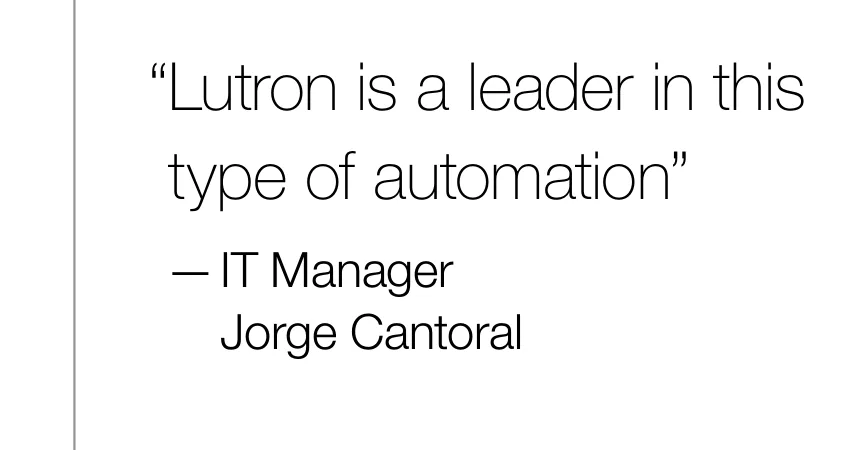 “Lutron is a leader in this
type of automation”
— IT Manager
Jorge Cantoral